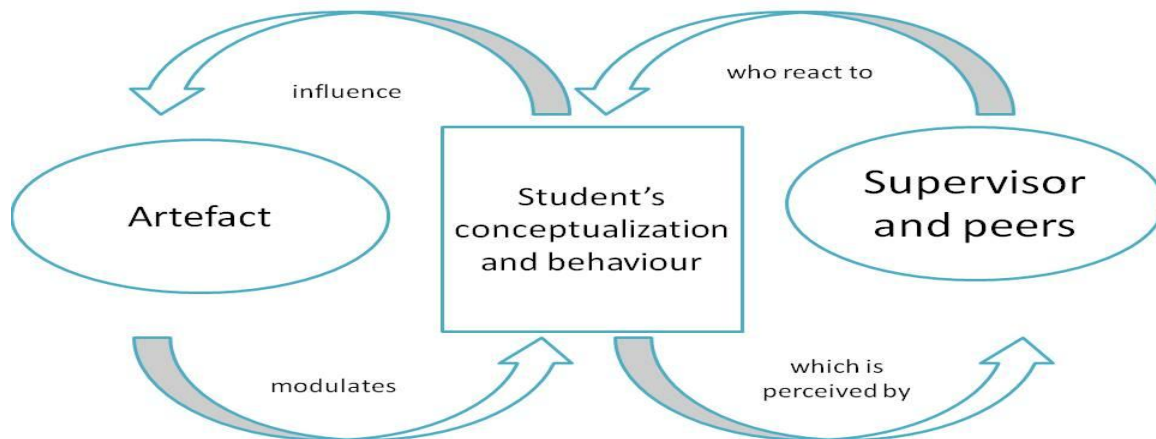 who react to
influence
Artefact
Student’s
conceptualization
and behaviour
Supervisor
and peers
modulates
which is
perceived by